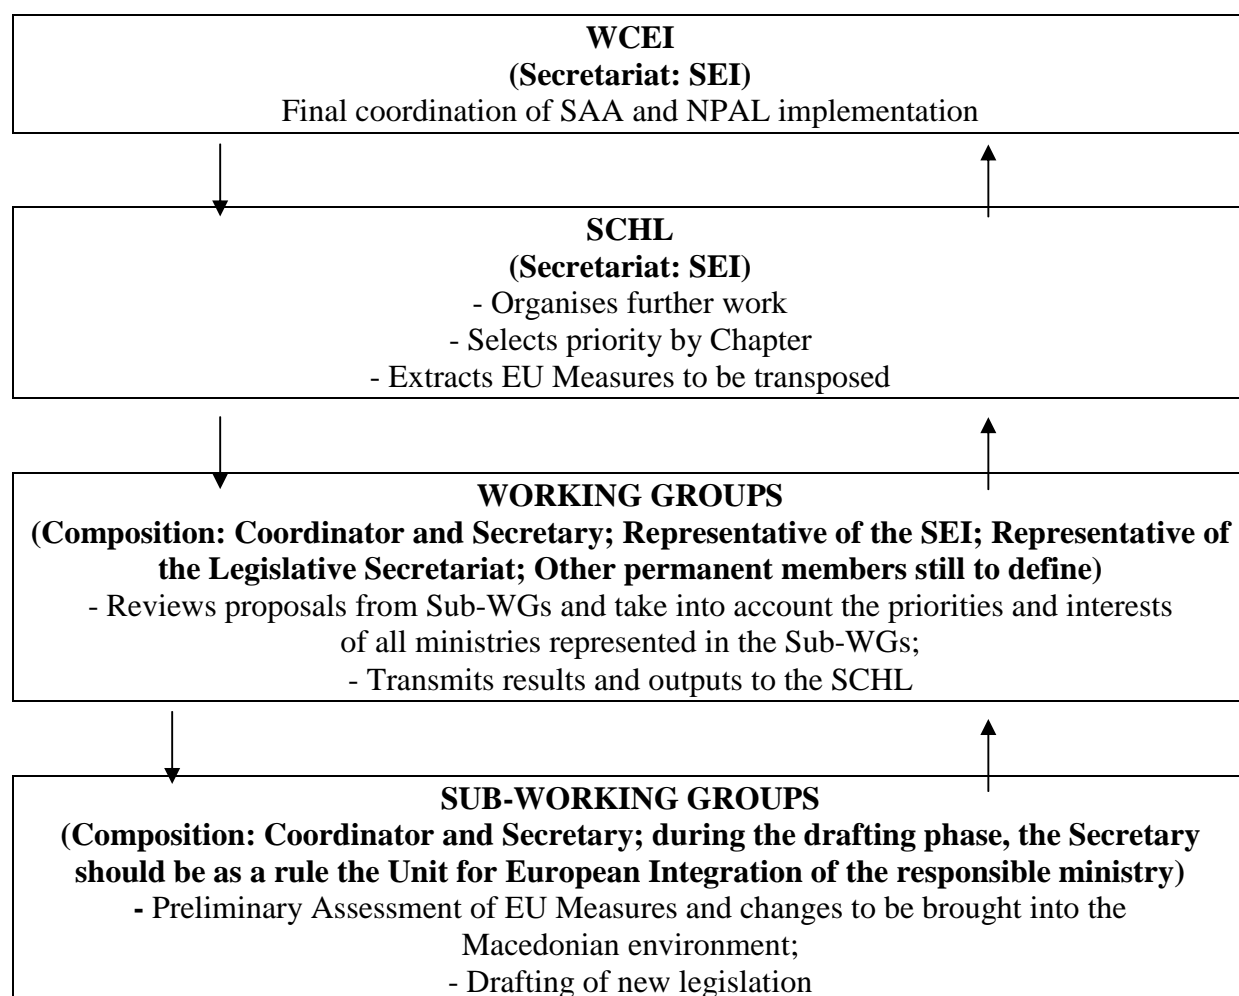 WCEI
(Secretariat: SEI)
Final coordination of SAA and NPAL implementation
SCHL
(Secretariat: SEI)
- Organises further work
- Selects priority by Chapter
- Extracts EU Measures to be transposed
WORKING GROUPS
(Composition: Coordinator and Secretary; Representative of the SEI; Representative of
the Legislative Secretariat; Other permanent members still to define)
- Reviews proposals from Sub-WGs and take into account the priorities and interests
of all ministries represented in the Sub-WGs;
- Transmits results and outputs to the SCHL
SUB-WORKING GROUPS
(Composition: Coordinator and Secretary; during the drafting phase, the Secretary
should be as a rule the Unit for European Integration of the responsible ministry)
- Preliminary Assessment of EU Measures and changes to be brought into the
Macedonian environment;
- Drafting of new legislation